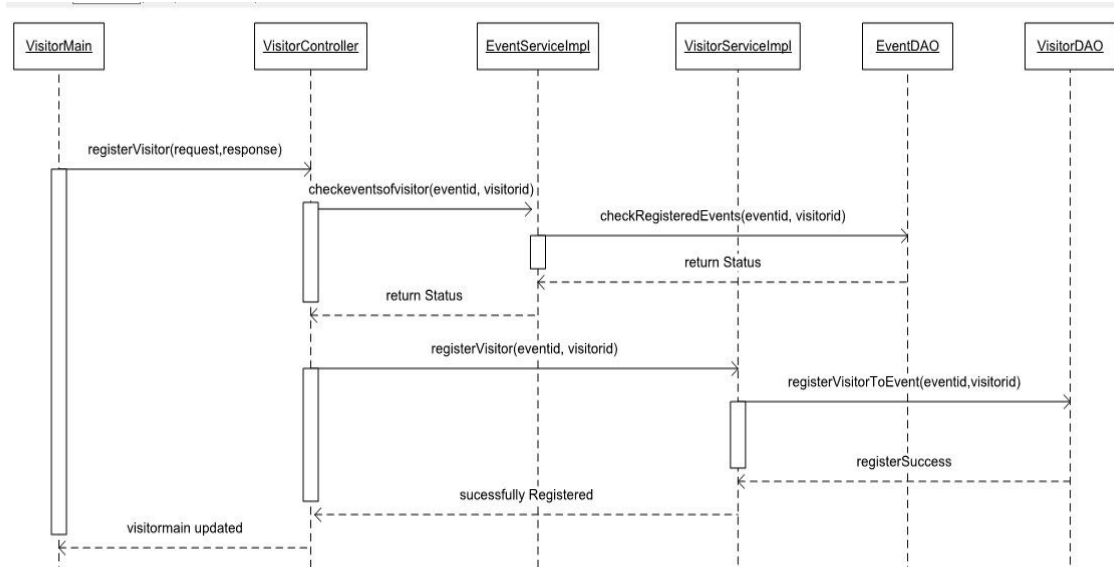 VisitorMain
VisitorController
EventServiceImpl
VisitorServiceImpl
EventDAO
VisitorDAO
registerVisitor(request,response)
checkeventsofvisitor(eventid, visitorid)
checkRegisteredEvents(eventid, visitorid)
return Status
return Status
registerVisitor(eventid, visitorid)
registerVisitorToEvent(eventid,visitorid)
registerSuccess
sucessfully Registered
visitormain updated